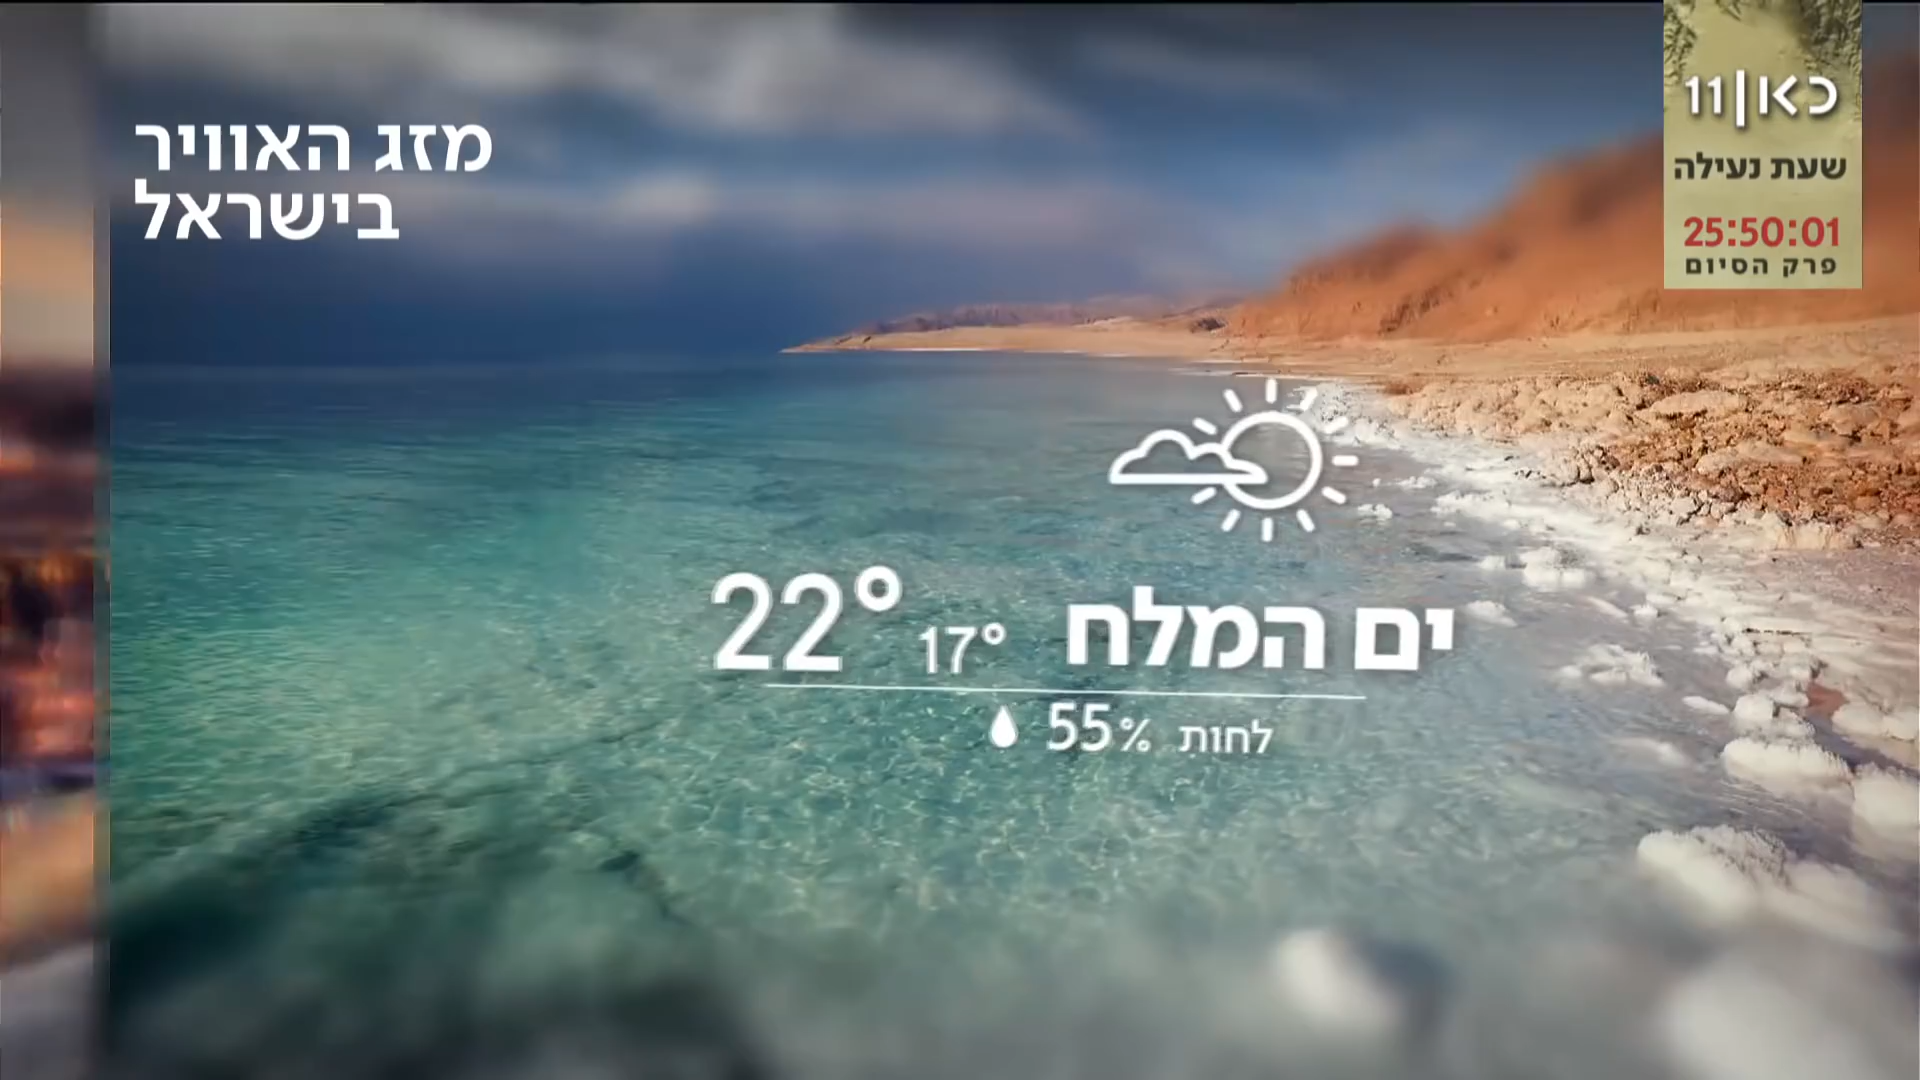 מזג האוויר
בישראל
כאן|11
שעת נעילה
25:50:01
פרק הסיום
ים המלח 17° 22°
לחות 55%